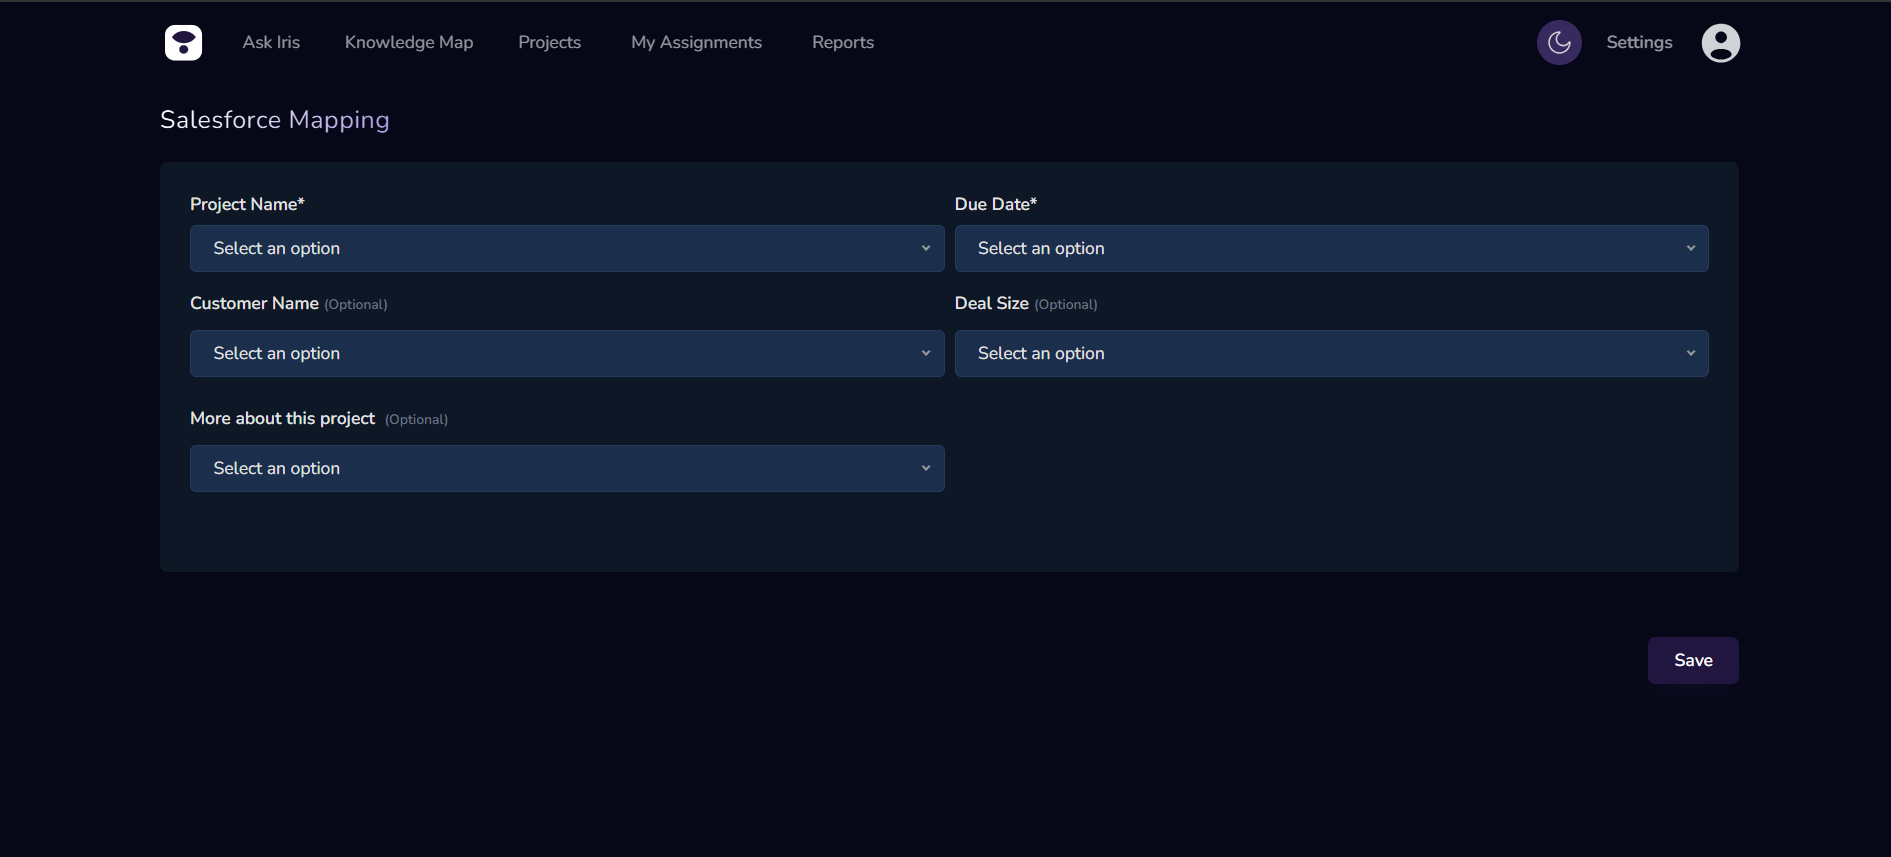 Ask Iris Knowledge Map Projects My Assignments Reports Settings
Salesforce Mapping
Project Name* Due Date*
Select an option Select an option
Customer Name (Optional) Deal Size (Optional)
Select an option Select an option
More about this project (Optional)
Select an option
Save